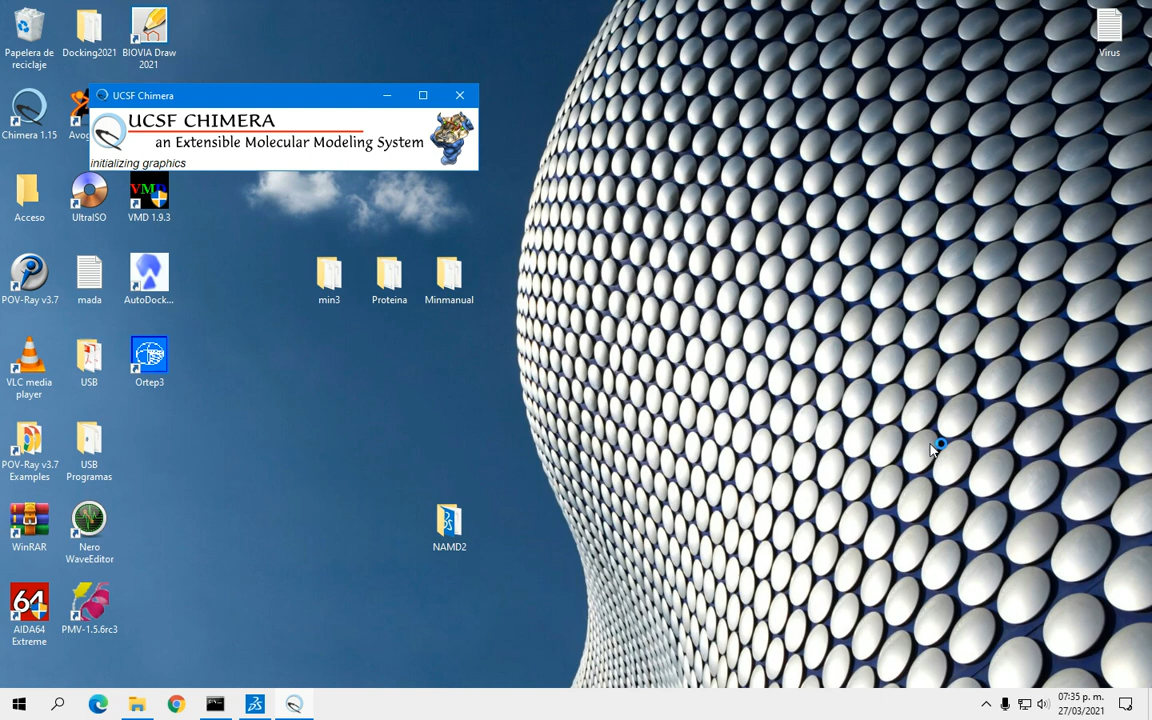 Papelera de
reciclaje
Docking2021
BIOVIA Draw
2021
Virus
Chimera 1.15
Avog
UCSF Chimera
UCSF CHIMERA
an Extensible Molecular Modeling System
initializing graphics
Acceso
UltraISO
VMD
VMD 1.9.3
POV-Ray v3.7
mada
AutoDock...
min3
Proteina
Minmanual
VLC media
player
USB
Ortep3
POV-Ray v3.7
Examples
USB
Programas
WinRAR
Nero
WaveEditor
NAMD2
64
AIDA64
Extreme
PMV-1.5.6rc3
07:35 p. m.
27/03/2021